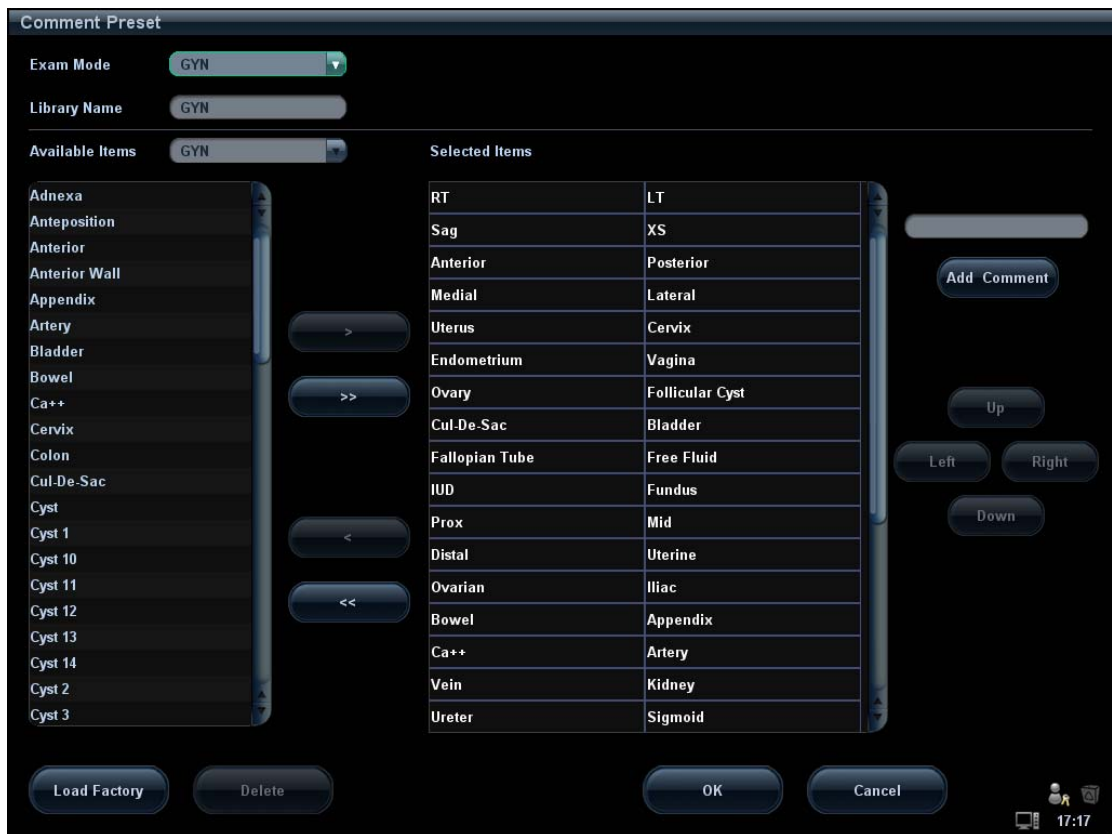 Comment Preset
Exam Mode GYN
Library Name GYN
Available Items GYN Selected Items
Adnexa
Anteposition
Anterior
Anterior Wall
Appendix
Artery
Bladder
Bowel
Ca++
Cervix
Colon
Cul-De-Sac
Cyst
Cyst 1
Cyst 10
Cyst 11
Cyst 12
Cyst 13
Cyst 14
Cyst 2
Cyst 3
>
>>
<
<<
RT LT
Sag XS
Anterior Posterior
Medial Lateral
Uterus Cervix
Endometrium Vagina
Ovary Follicular Cyst
Cul-De-Sac Bladder
Fallopian Tube Free Fluid
IUD Fundus
Prox Mid
Distal Uterine
Ovarian Iliac
Bowel Appendix
Ca++ Artery
Vein Kidney
Ureter Sigmoid
Add Comment
Up
Left Right
Down
Load Factory Delete OK Cancel
17:17